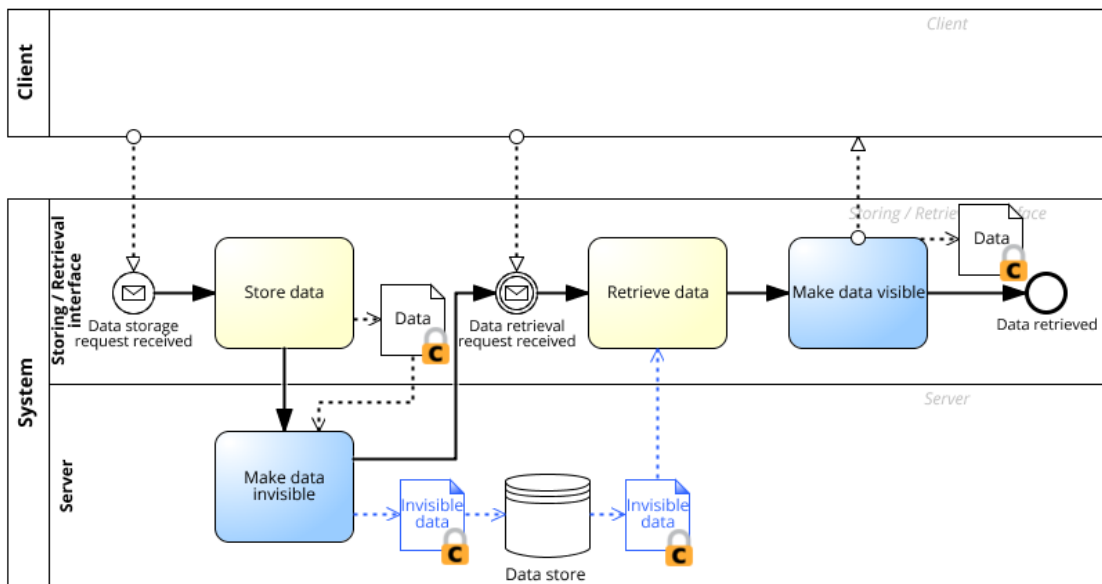 Client
Client
System
Storing / Retrieval
interface
Storing / Retrie
face
Data storage
request received
Store data
Data
C
Data retrieval
request received
Retrieve data
Make data visible
Data
C
Data retrieved
Server
Server
Make data
invisible
Invisible
data
C
Data store
Invisible
data
C